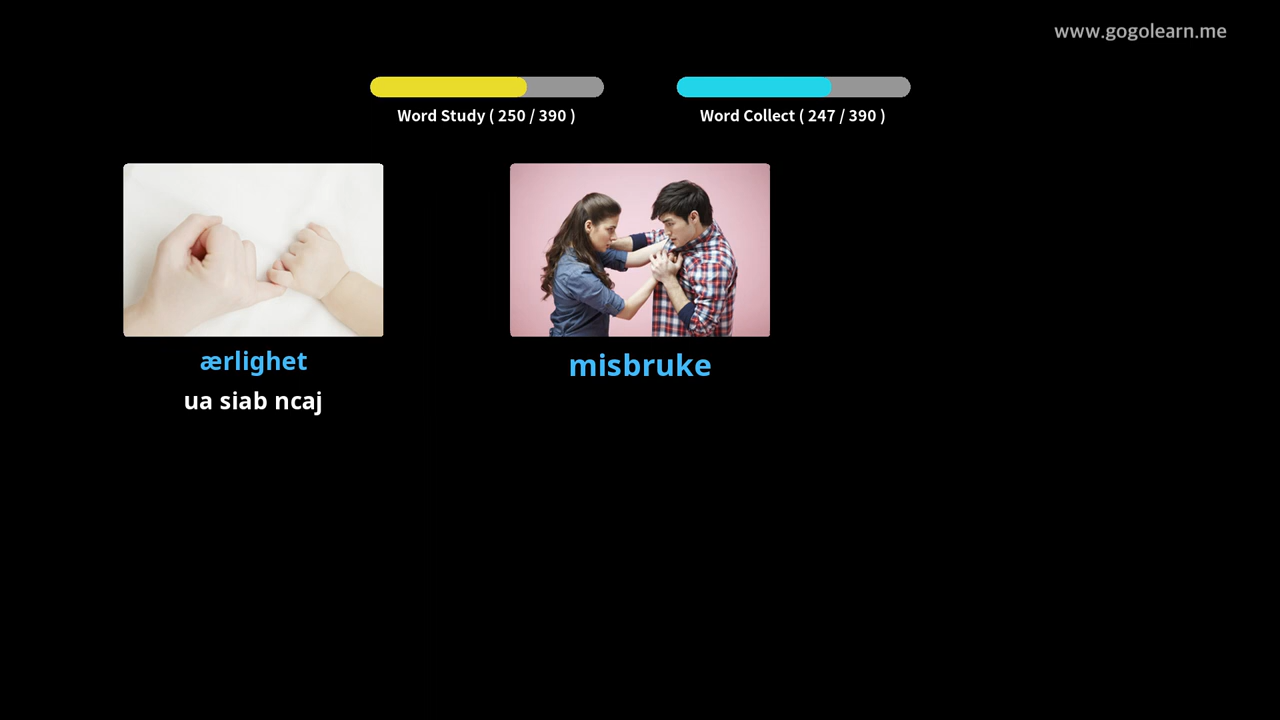 www.gogolearn.me
Word Study ( 250 / 390 )
Word Collect ( 247 / 390 )
ærlighet
ua siab ncaj
misbruke